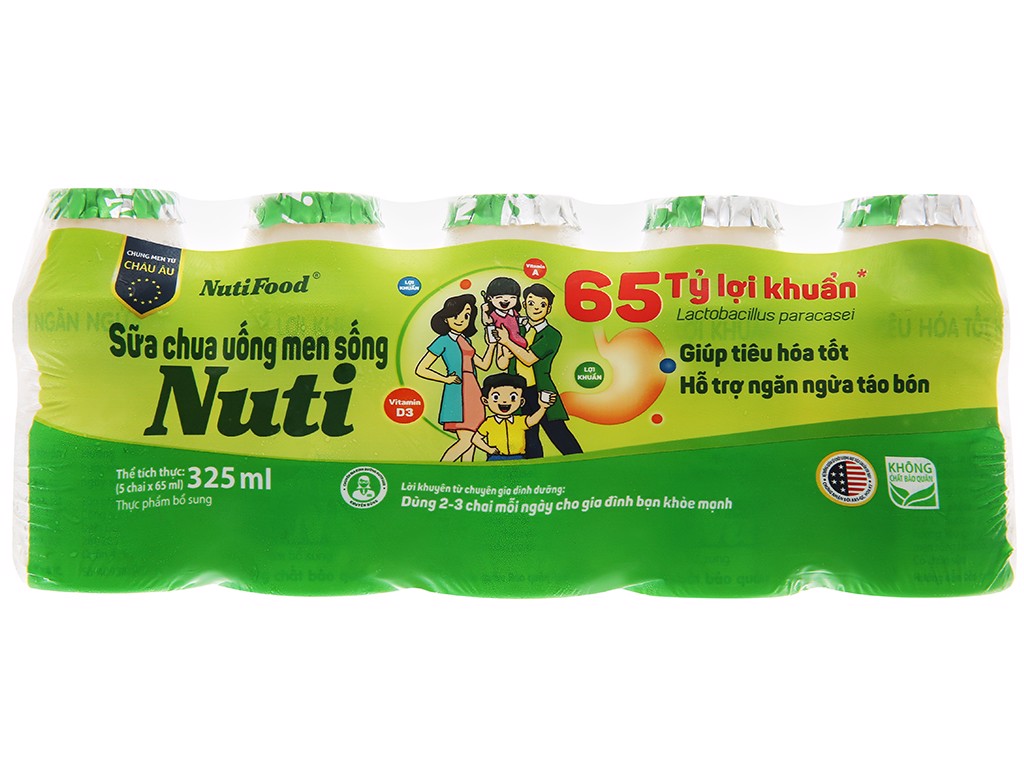 CHỦNG MEN TỪ
CHÂU ÂU
NutiFood®
Sữa chua uống men sống
Nuti
LỢI
KHUẨN
Vitamin
A
Vitamin
D3
LỢI
KHUẨN
65 Tỷ lợi khuẩn*
Lactobacillus paracasei
Giúp tiêu hóa tốt
Hỗ trợ ngăn ngừa táo bón
Thể tích thực: 325 ml
(5 chai x 65 ml)
Thực phẩm bổ sung
Lời khuyên từ chuyên gia dinh dưỡng:
Dùng 2-3 chai mỗi ngày cho gia đình bạn khỏe mạnh
KHÔNG
CHẤT BẢO QUẢN